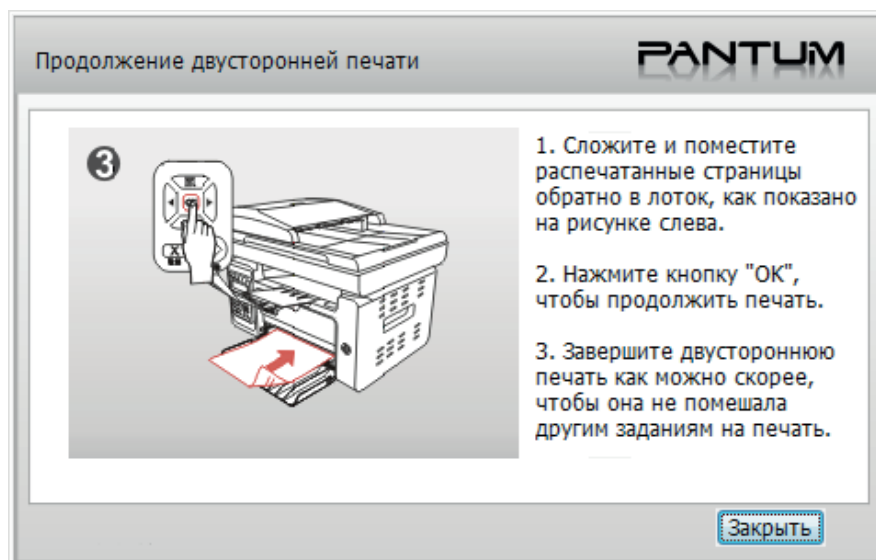 Продолжение двусторонней печати
PANTUM
3
1. Сложите и поместите
распечатанные страницы
обратно в лоток, как показано
на рисунке слева.
2. Нажмите кнопку "ОК",
чтобы продолжить печать.
3. Завершите двустороннюю
печать как можно скорее,
чтобы она не помешала
другим заданиям на печать.
Закрыть